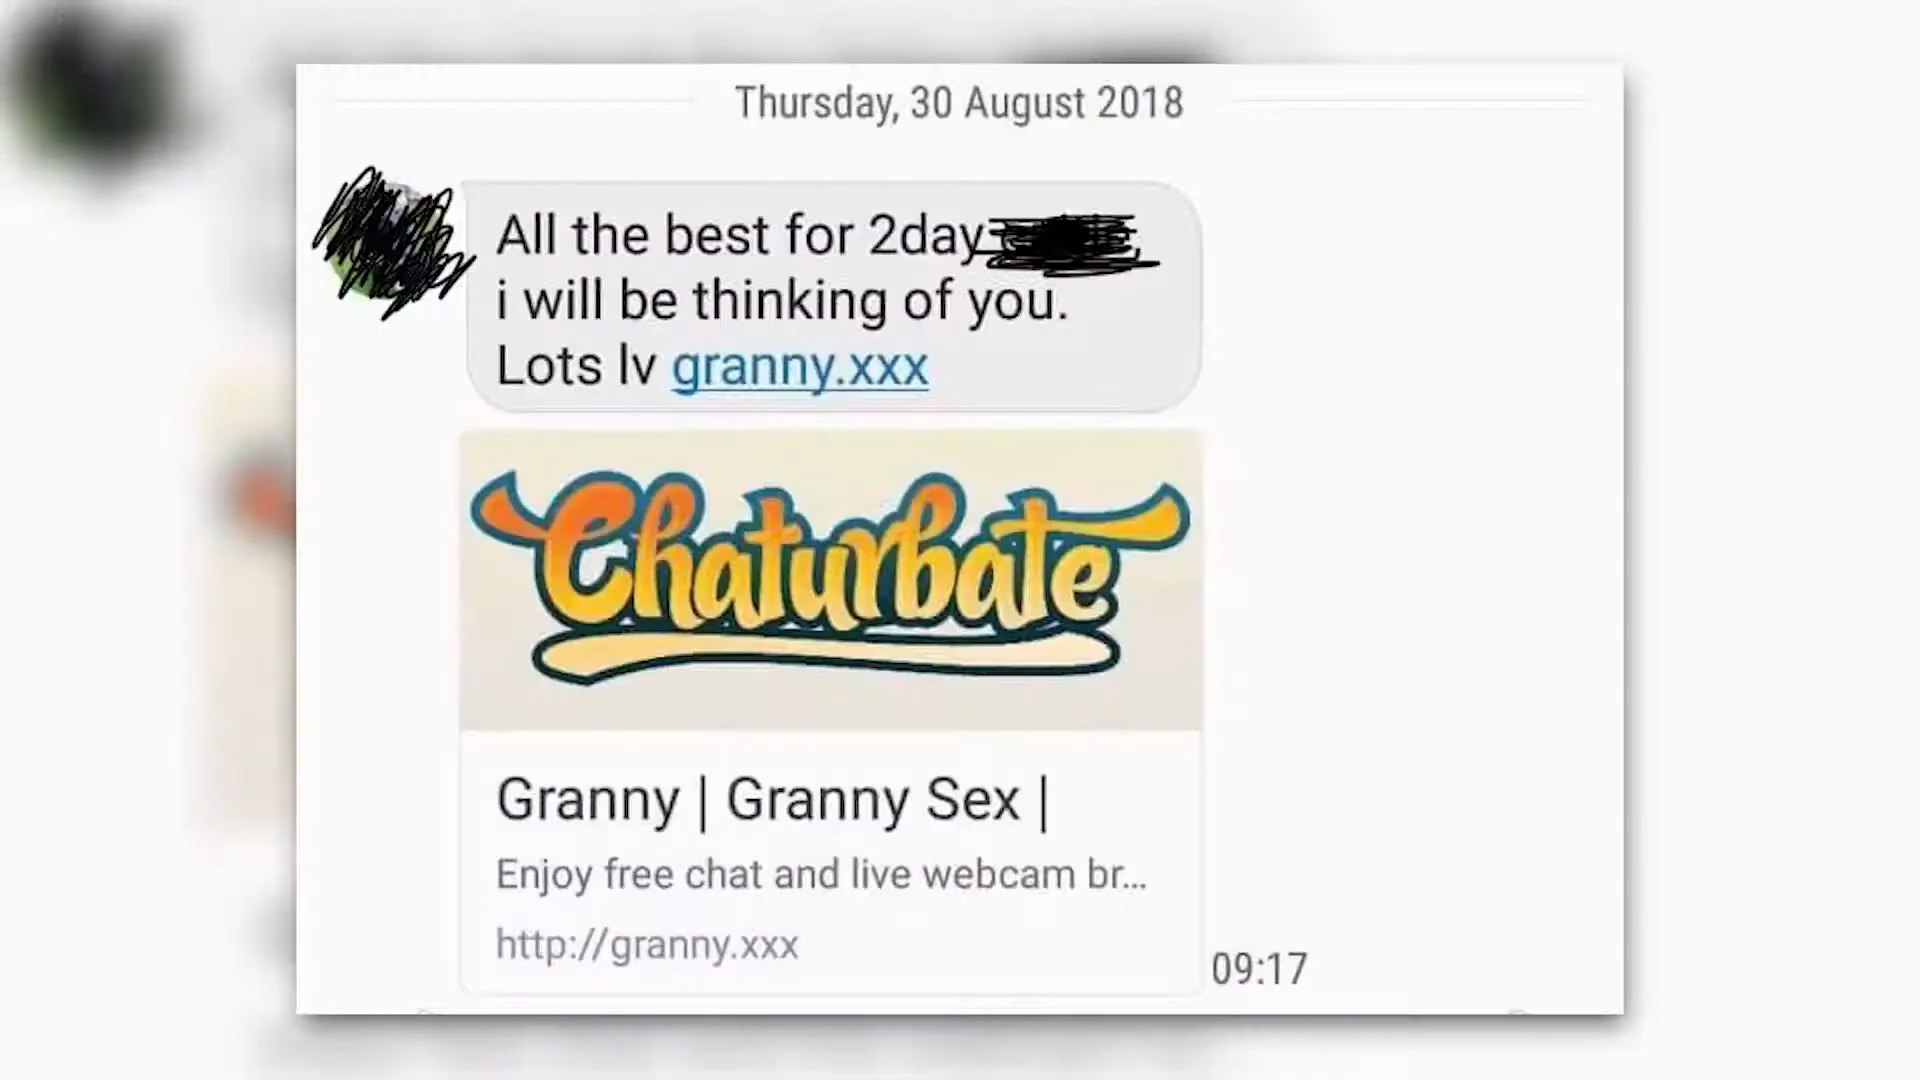 Thursday, 30 August 2018
All the best for 2day
i will be thinking of you.
Lots lv granny.xxx
Chaturbate
Granny | Granny Sex |
Enjoy free chat and live webcam br...
http://granny.xxx
09:17